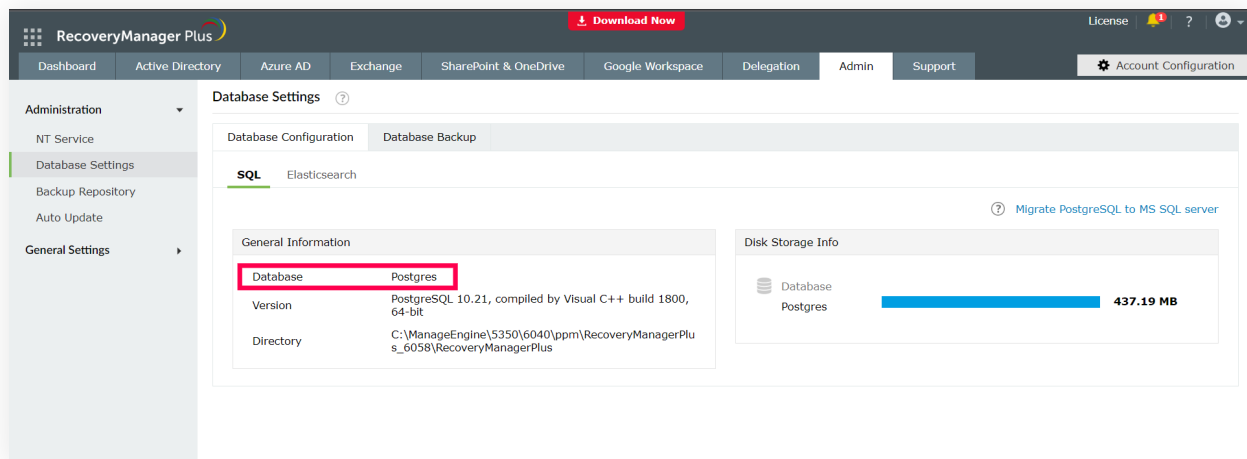 Download Now
License
1
?
RecoveryManager Plus
Dashboard
Active Directory
Azure AD
Exchange
SharePoint & OneDrive
Google Workspace
Delegation
Admin
Support
Account Configuration
Administration
NT Service
Database Settings
Backup Repository
Auto Update
General Settings
Database Settings ?
Database Configuration
Database Backup
SQL
Elasticsearch
? Migrate PostgreSQL to MS SQL server
General Information
Database Postgres
Version PostgreSQL 10.21, compiled by Visual C++ build 1800,
64-bit
Directory C:\ManageEngine\5350\6040\ppm\RecoveryManagerPlu
s_6058\RecoveryManagerPlus
Disk Storage Info
Database
Postgres
437.19 MB